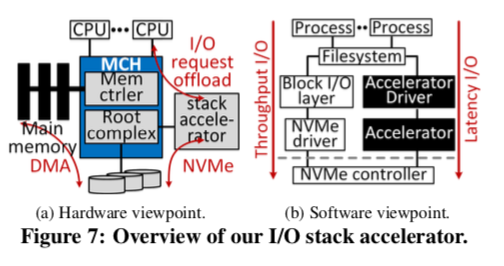 CPU ••• CPU
MCH
Mem
ctrler
Root
complex
Main
memory
DMA
I/O
request
offload
stack
accele-
rator
NVMe
(a) Hardware viewpoint.
Process •• Process
Filesystem
Block I/O
layer
NVMe
driver
Accelerator
Driver
Accelerator
NVMe controller
Throughput I/O
Latency I/O
(b) Software viewpoint.
Figure 7: Overview of our I/O stack accelerator.